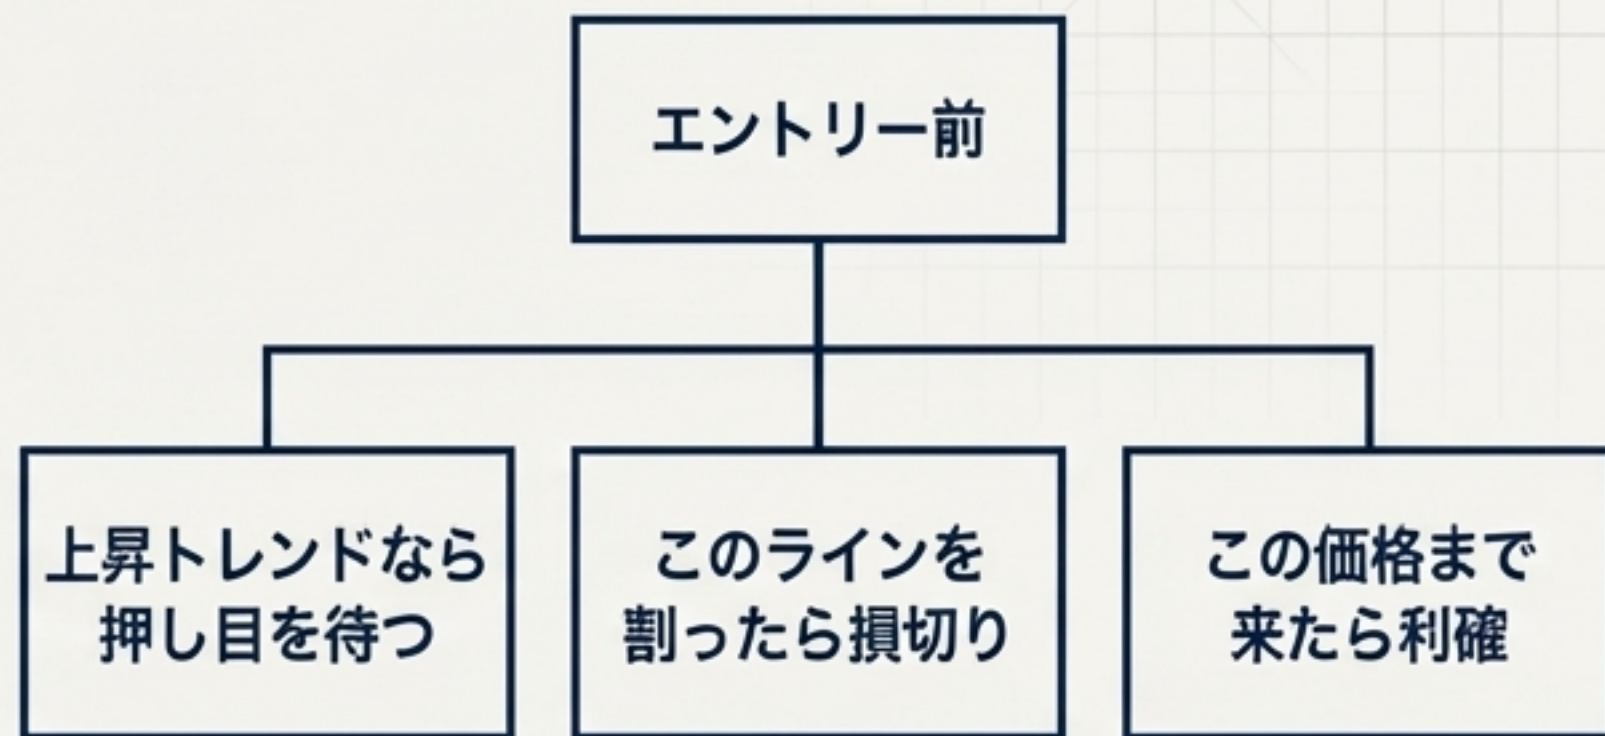 エントリー前
上昇トレンドなら
押し目を待つ
このラインを
割ったら損切り
この価格まで
来たら利確